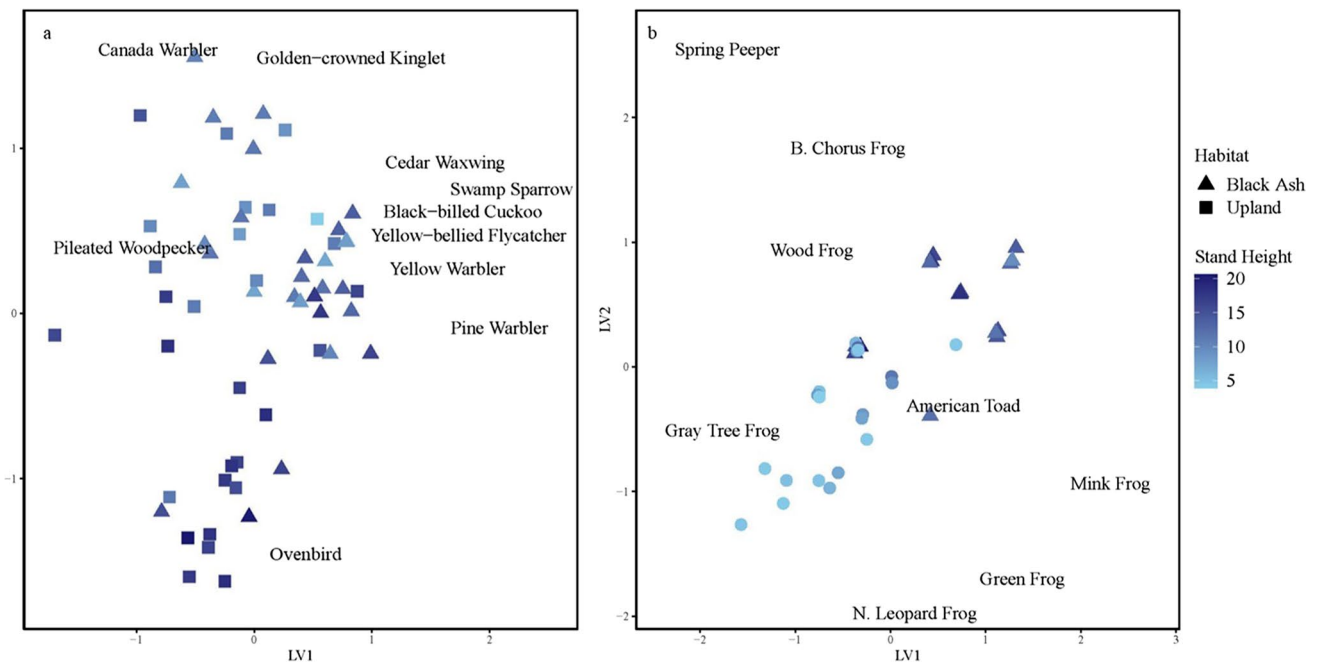 a
Canada Warbler
Golden−crowned Kinglet
Cedar Waxwing
Swamp Sparrow
Black-billed Cuckoo
Pileated Woodpecker
Yellow-bellied Flycatcher
Yellow Warbler
Pine Warbler
Ovenbird
1
0
−1
−1
0
1
2
LV1
b
Spring Peeper
B. Chorus Frog
Wood Frog
American Toad
Gray Tree Frog
Mink Frog
Green Frog
N. Leopard Frog
2
1
0
−1
−2
LV2
−2
−1
0
1
2
3
LV1
Habitat
Black Ash
Upland
Stand Height
20
15
10
5